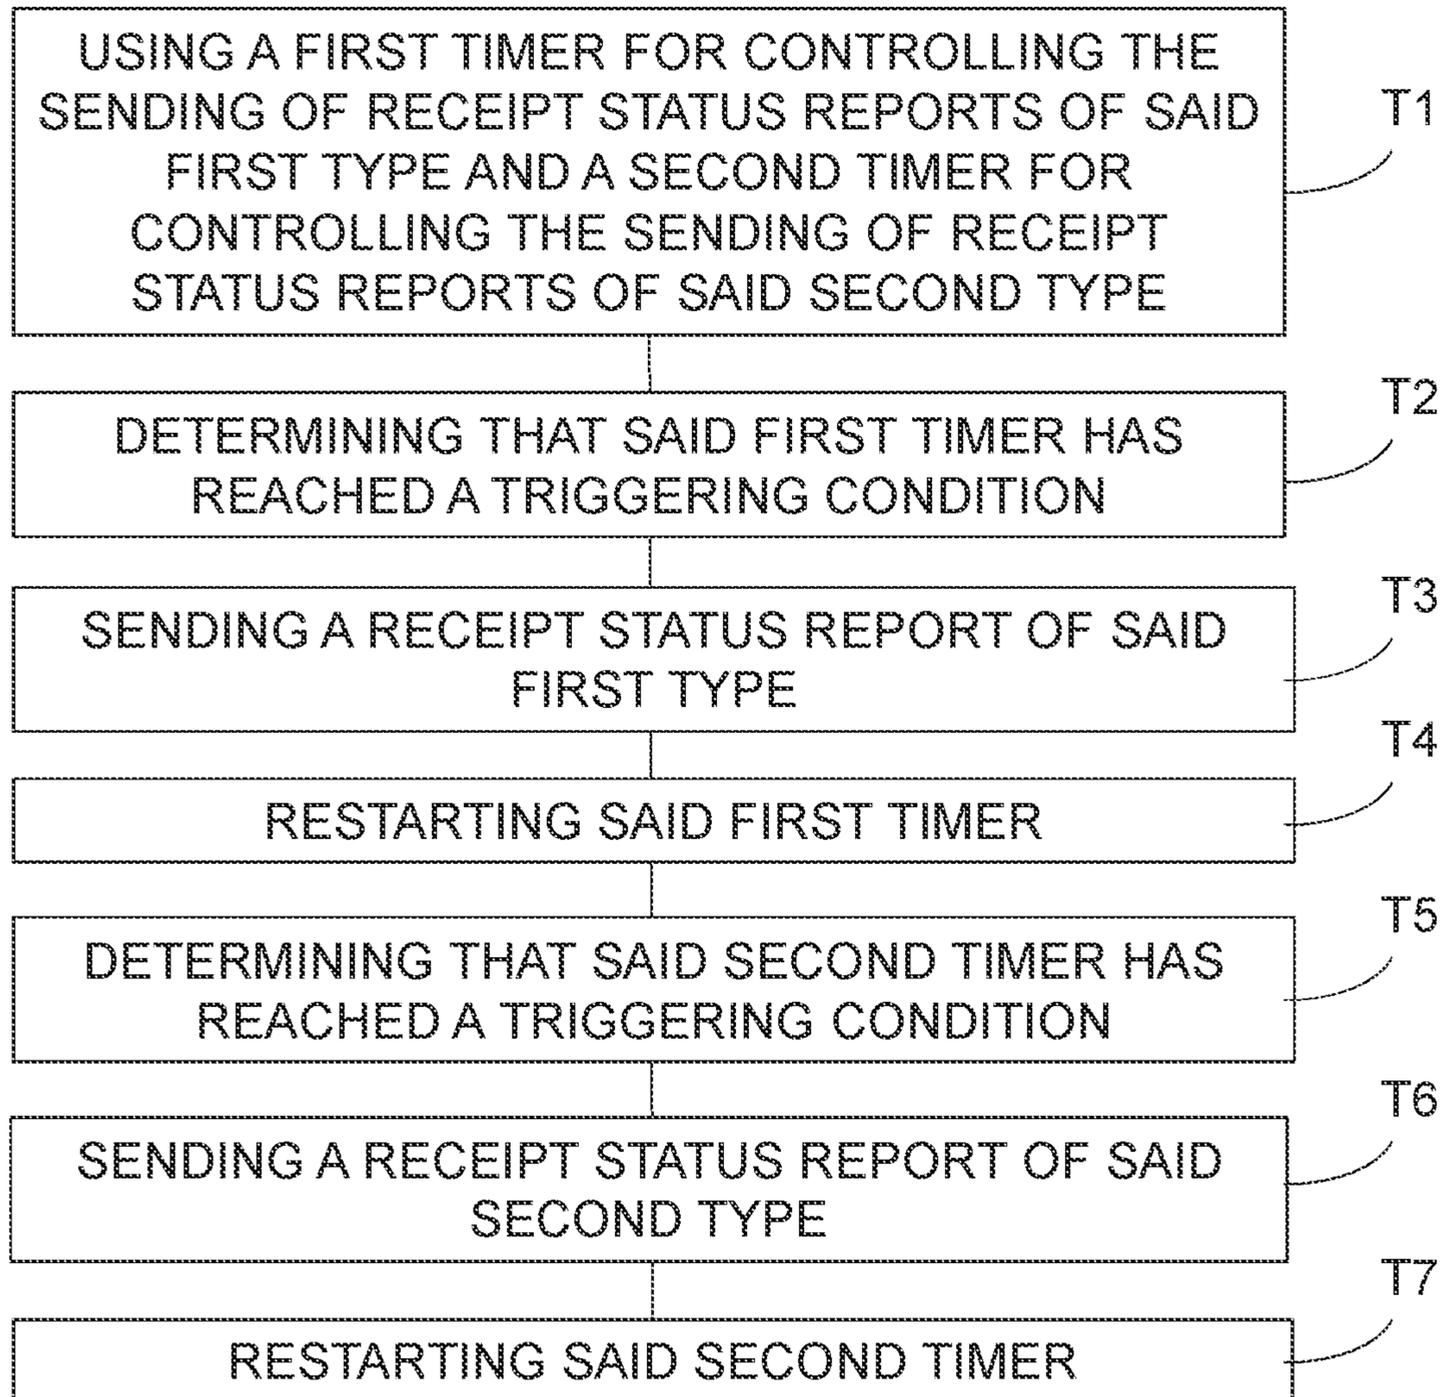 USING A FIRST TIMER FOR CONTROLLING THE
SENDING OF RECEIPT STATUS REPORTS OF SAID
FIRST TYPE AND A SECOND TIMER FOR
CONTROLLING THE SENDING OF RECEIPT
STATUS REPORTS OF SAID SECOND TYPE
T1
DETERMINING THAT SAID FIRST TIMER HAS
REACHED A TRIGGERING CONDITION
T2
SENDING A RECEIPT STATUS REPORT OF SAID
FIRST TYPE
T3
RESTARTING SAID FIRST TIMER
T4
DETERMINING THAT SAID SECOND TIMER HAS
REACHED A TRIGGERING CONDITION
T5
SENDING A RECEIPT STATUS REPORT OF SAID
SECOND TYPE
T6
RESTARTING SAID SECOND TIMER
T7